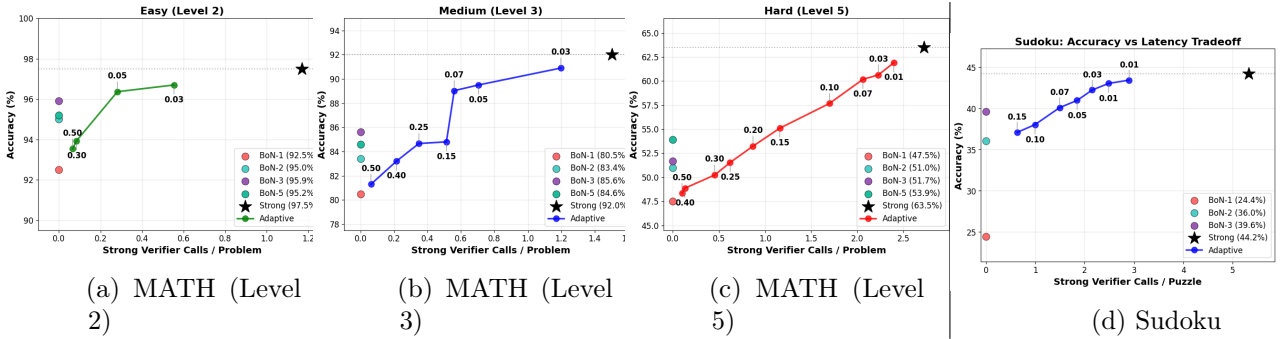 Easy (Level 2)
Accuracy (%)
100
98
96
94
92
90
0.50
0.30
0.05
0.03
BoN-1 (92.5%
BoN-2 (95.0%
BoN-3 (95.9%
BoN-5 (95.2%
Strong (97.5%
Adaptive
0.0
0.2
0.4
0.6
0.8
1.0
1.2
Strong Verifier Calls / Problem
(a) MATH (Level
2)
Medium (Level 3)
Accuracy (%)
94
92
90
88
86
84
82
80
78
0.50
0.40
0.25
0.15
0.07
0.05
0.03
BoN-1 (80.5%
BoN-2 (83.4%
BoN-3 (85.6%
BoN-5 (84.6%
Strong (92.0%
Adaptive
0.0
0.2
0.4
0.6
0.8
1.0
1.2
1.4
Strong Verifier Calls / Problem
(b) MATH (Level
3)
Hard (Level 5)
Accuracy (%)
65.0
62.5
60.0
57.5
55.0
52.5
50.0
47.5
45.0
0.50
0.40
0.30
0.25
0.20
0.15
0.10
0.07
0.03
0.01
BoN-1 (47.5%)
BoN-2 (51.0%)
BoN-3 (51.7%)
BoN-5 (53.9%)
Strong (63.5%)
Adaptive
0.0
0.5
1.0
1.5
2.0
2.5
Strong Verifier Calls / Problem
(c) MATH (Level
5)
Sudoku: Accuracy vs Latency Tradeoff
Accuracy (%)
45
40
35
30
25
0.15
0.10
0.07
0.05
0.03
0.01
0.01
BoN-1 (24.4%)
BoN-2 (36.0%)
BoN-3 (39.6%)
Strong (44.2%)
Adaptive
0
1
2
3
4
5
Strong Verifier Calls / Puzzle
(d) Sudoku